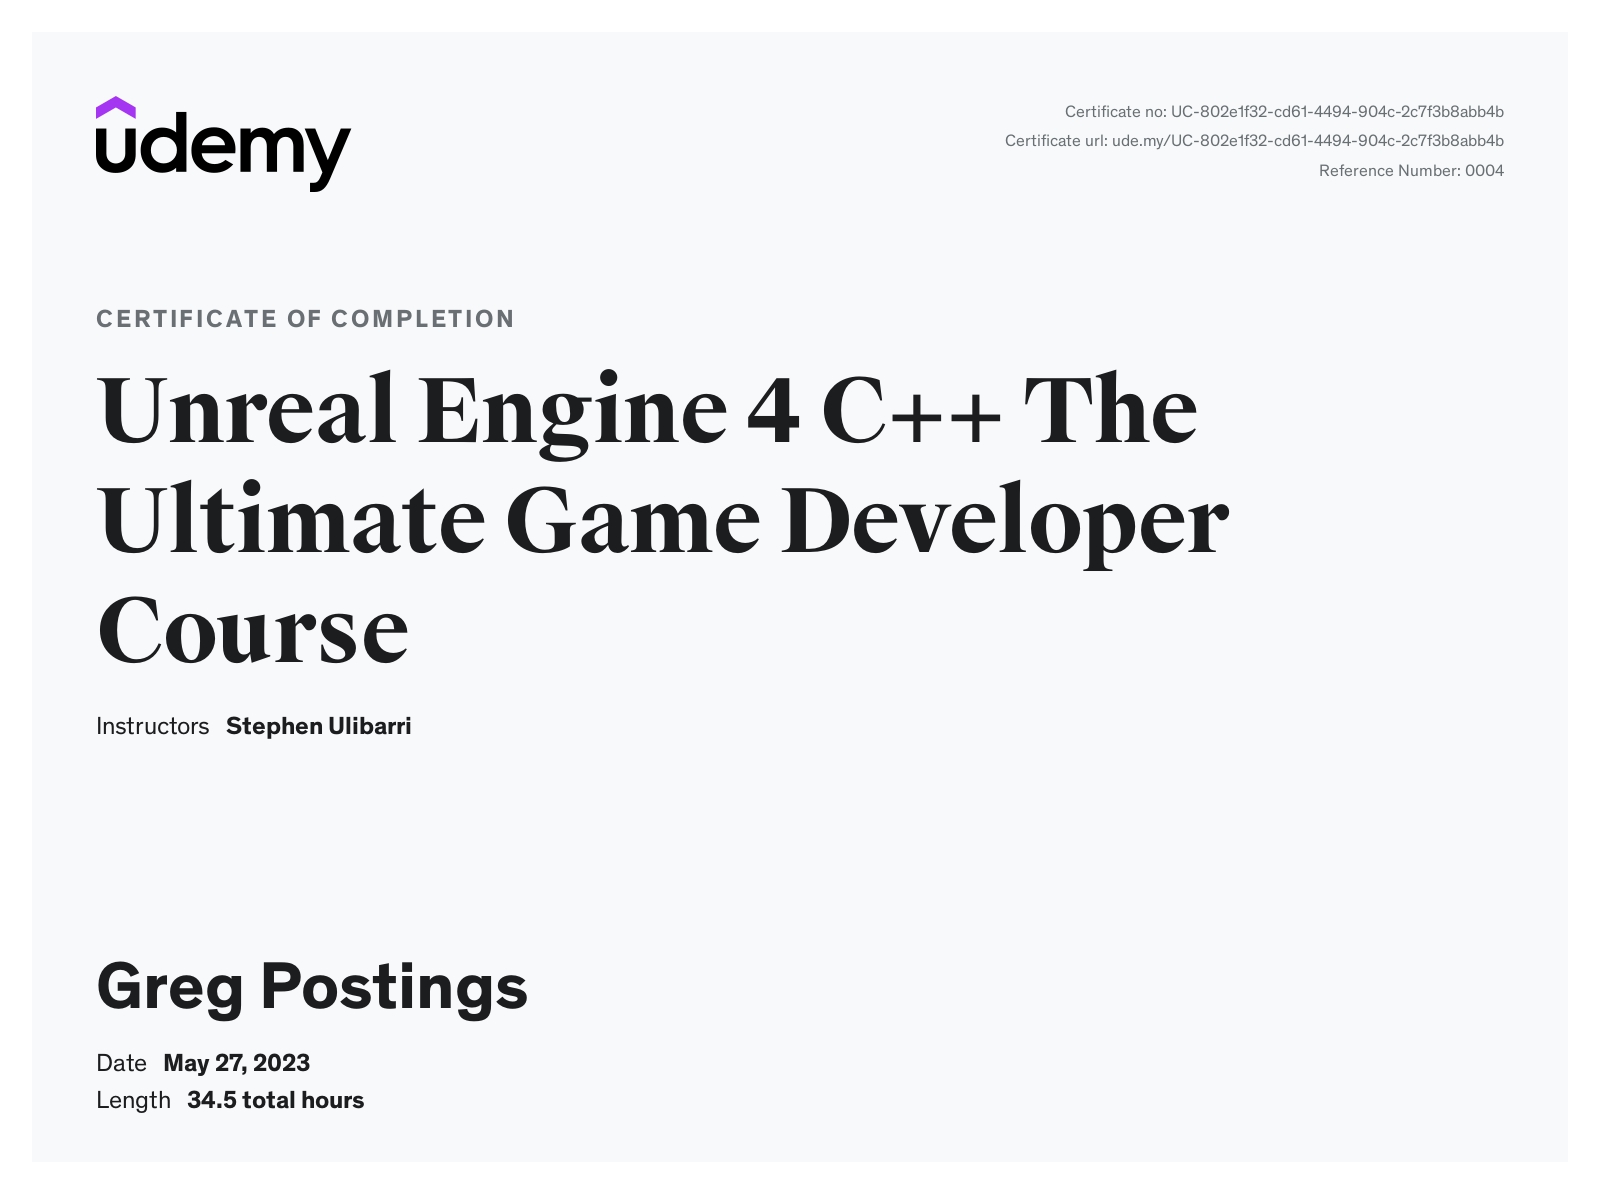 udemy
Certificate no: UC-802e1f32-cd61-4494-904c-2c7f3b8abb4b
Certificate url: ude.my/UC-802e1f32-cd61-4494-904c-2c7f3b8abb4b
Reference Number: 0004
CERTIFICATE OF COMPLETION
Unreal Engine 4 C++ The
Ultimate Game Developer
Course
Instructors Stephen Ulibarri
Greg Postings
Date May 27, 2023
Length 34.5 total hours